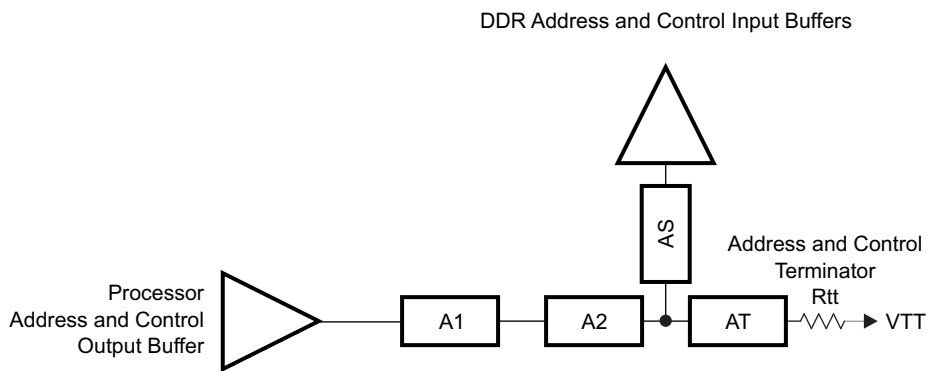 DDR Address and Control Input Buffers
AS
Address and Control
Terminator
Rtt
Processor
Address and Control
Output Buffer
A1
A2
AT
VTT